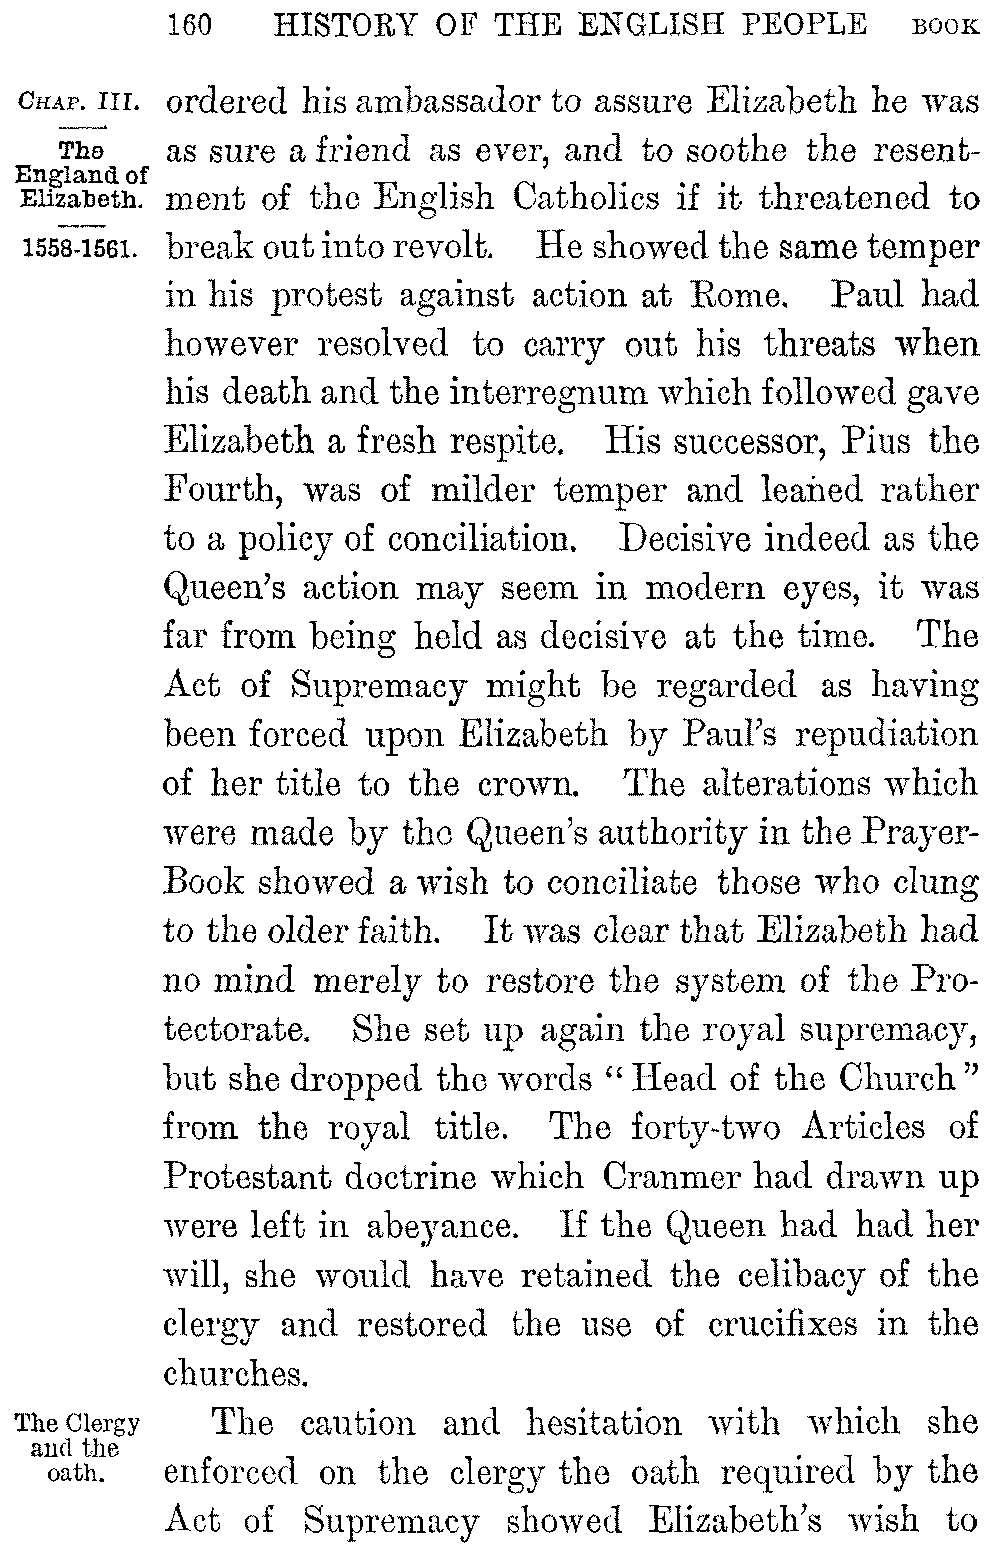 160 HISTORY OF THE ENGLISH PEOPLE BOOK
CHAP. III.
The
England of
Elizabeth.
1558-1561.
ordered his ambassador to assure Elizabeth he was
as sure a friend as ever, and to soothe the resent-
ment of the English Catholics if it threatened to
break out into revolt. He showed the same temper
in his protest against action at Rome. Paul had
however resolved to carry out his threats when
his death and the interregnum which followed gave
Elizabeth a fresh respite. His successor, Pius the
Fourth, was of milder temper and leaned rather
to a policy of conciliation. Decisive indeed as the
Queen's action may seem in modern eyes, it was
far from being held as decisive at the time. The
Act of Supremacy might be regarded as having
been forced upon Elizabeth by Paul's repudiation
of her title to the crown. The alterations which
were made by the Queen's authority in the Prayer-
Book showed a wish to conciliate those who clung
to the older faith. It was clear that Elizabeth had
no mind merely to restore the system of the Pro-
tectorate. She set up again the royal supremacy,
but she dropped the words "Head of the Church"
from the royal title. The forty-two Articles of
Protestant doctrine which Cranmer had drawn up
were left in abeyance. If the Queen had had her
will, she would have retained the celibacy of the
clergy and restored the use of crucifixes in the
churches.
The Clergy
and the
oath.
The caution and hesitation with which she
enforced on the clergy the oath required by the
Act of Supremacy showed Elizabeth's wish to